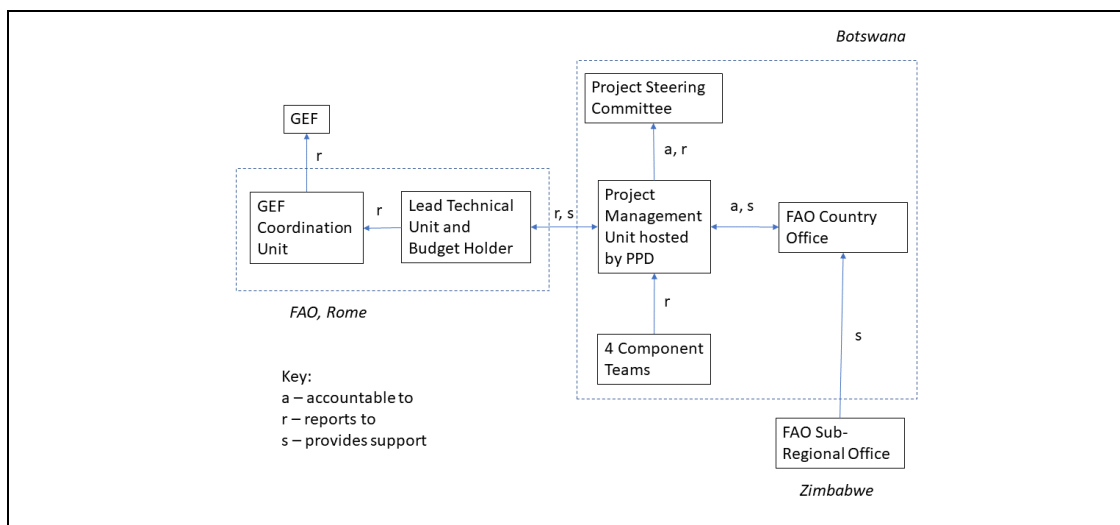 Botswana
Project Steering
Committee
GEF
r
a, r
GEF
Coordination
Unit
r
Lead Technical
Unit and
Budget Holder
r, s
Project
Management
Unit hosted
by PPD
a, s
FAO Country
Office
FAO, Rome
r
4 Component
Teams
s
Key:
a – accountable to
r – reports to
s – provides support
FAO Sub-
Regional Office
Zimbabwe